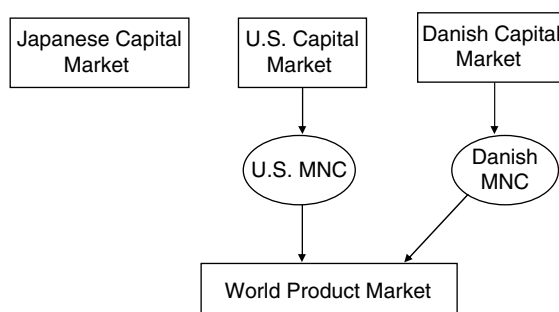 Japanese Capital
Market
U.S. Capital
Market
Danish Capital
Market
U.S. MNC
Danish
MNC
World Product Market